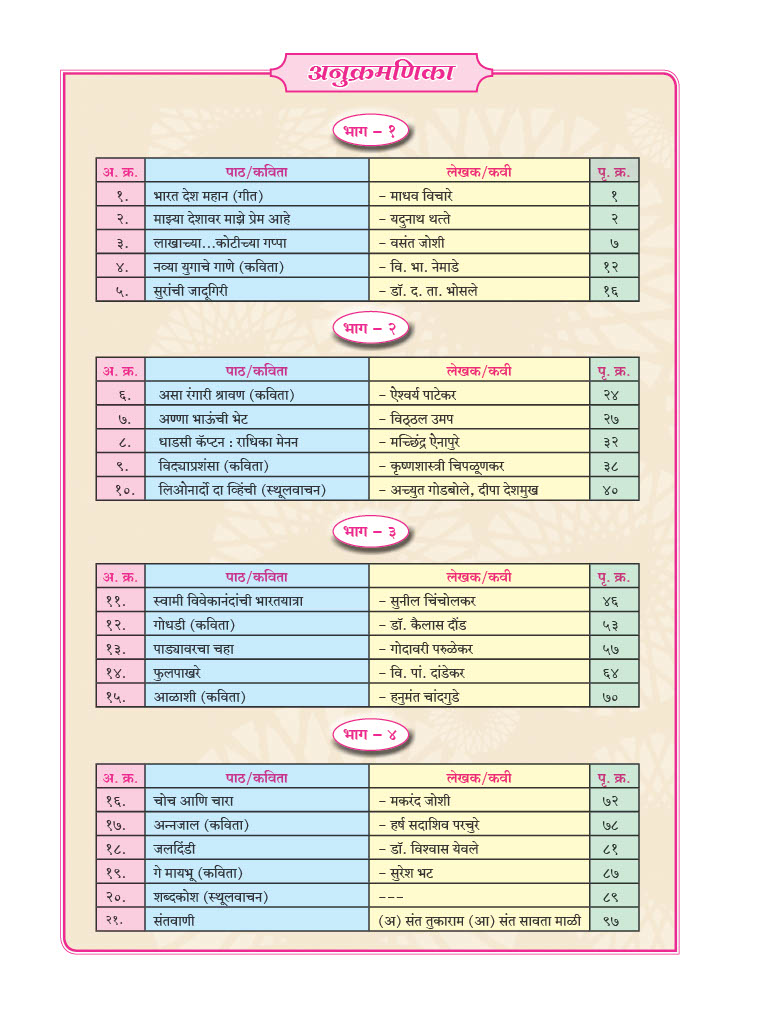 अनुक्रमणिका
भाग – १
अ. क्र. पाठ/कविता लेखक/कवी पृ. क्र.
१. भारत देश महान (गीत) – माधव विचारे १
२. माझ्या देशावर माझे प्रेम आहे – यदुनाथ थत्ते २
३. लाखाच्या...कोटीच्या गप्पा – वसंत जोशी ७
४. नव्या युगाचे गाणे (कविता) – वि. भा. नेमाडे १२
५. सुरांची जादूगिरी – डॉ. द. ता. भोसले १६
भाग – २
अ. क्र. पाठ/कविता लेखक/कवी पृ. क्र.
६. असा रंगारी श्रावण (कविता) – ऐश्वर्य पाटेकर २४
७. अण्णा भाऊंची भेट – विठ्ठल उमप २७
८. धाडसी कॅप्टन : राधिका मेनन – मच्छिंद्र ऐनापुरे ३२
९. विद्याप्रशंसा (कविता) – कृष्णशास्त्री चिपळूणकर ३८
१०. लिओनार्दो दा व्हिंची (स्थूलवाचन) – अच्युत गोडबोले, दीपा देशमुख ४०
भाग – ३
अ. क्र. पाठ/कविता लेखक/कवी पृ. क्र.
११. स्वामी विवेकानंदांची भारतयात्रा – सुनील चिंचोलकर ४६
१२. गोधडी (कविता) – डॉ. कैलास दौंड ५३
१३. पाड्यावरचा चहा – गोदावरी परुळेकर ५७
१४. फुलपाखरे – वि. पां. दांडेकर ६४
१५. आळाशी (कविता) – हनुमंत चांदगुडे ७०
भाग – ४
अ. क्र. पाठ/कविता लेखक/कवी पृ. क्र.
१६. चोच आणि चारा – मकरंद जोशी ७२
१७. अन्नजाल (कविता) – हर्ष सदाशिव परचुरे ७८
१८. जलदिंडी – डॉ. विश्वास येवले ८१
१९. गे मायभू (कविता) – सुरेश भट ८७
२०. शब्दकोश (स्थूलवाचन) –-- ८९
२१. संतवाणी (अ) संत तुकाराम (आ) संत सावता माळी ९७